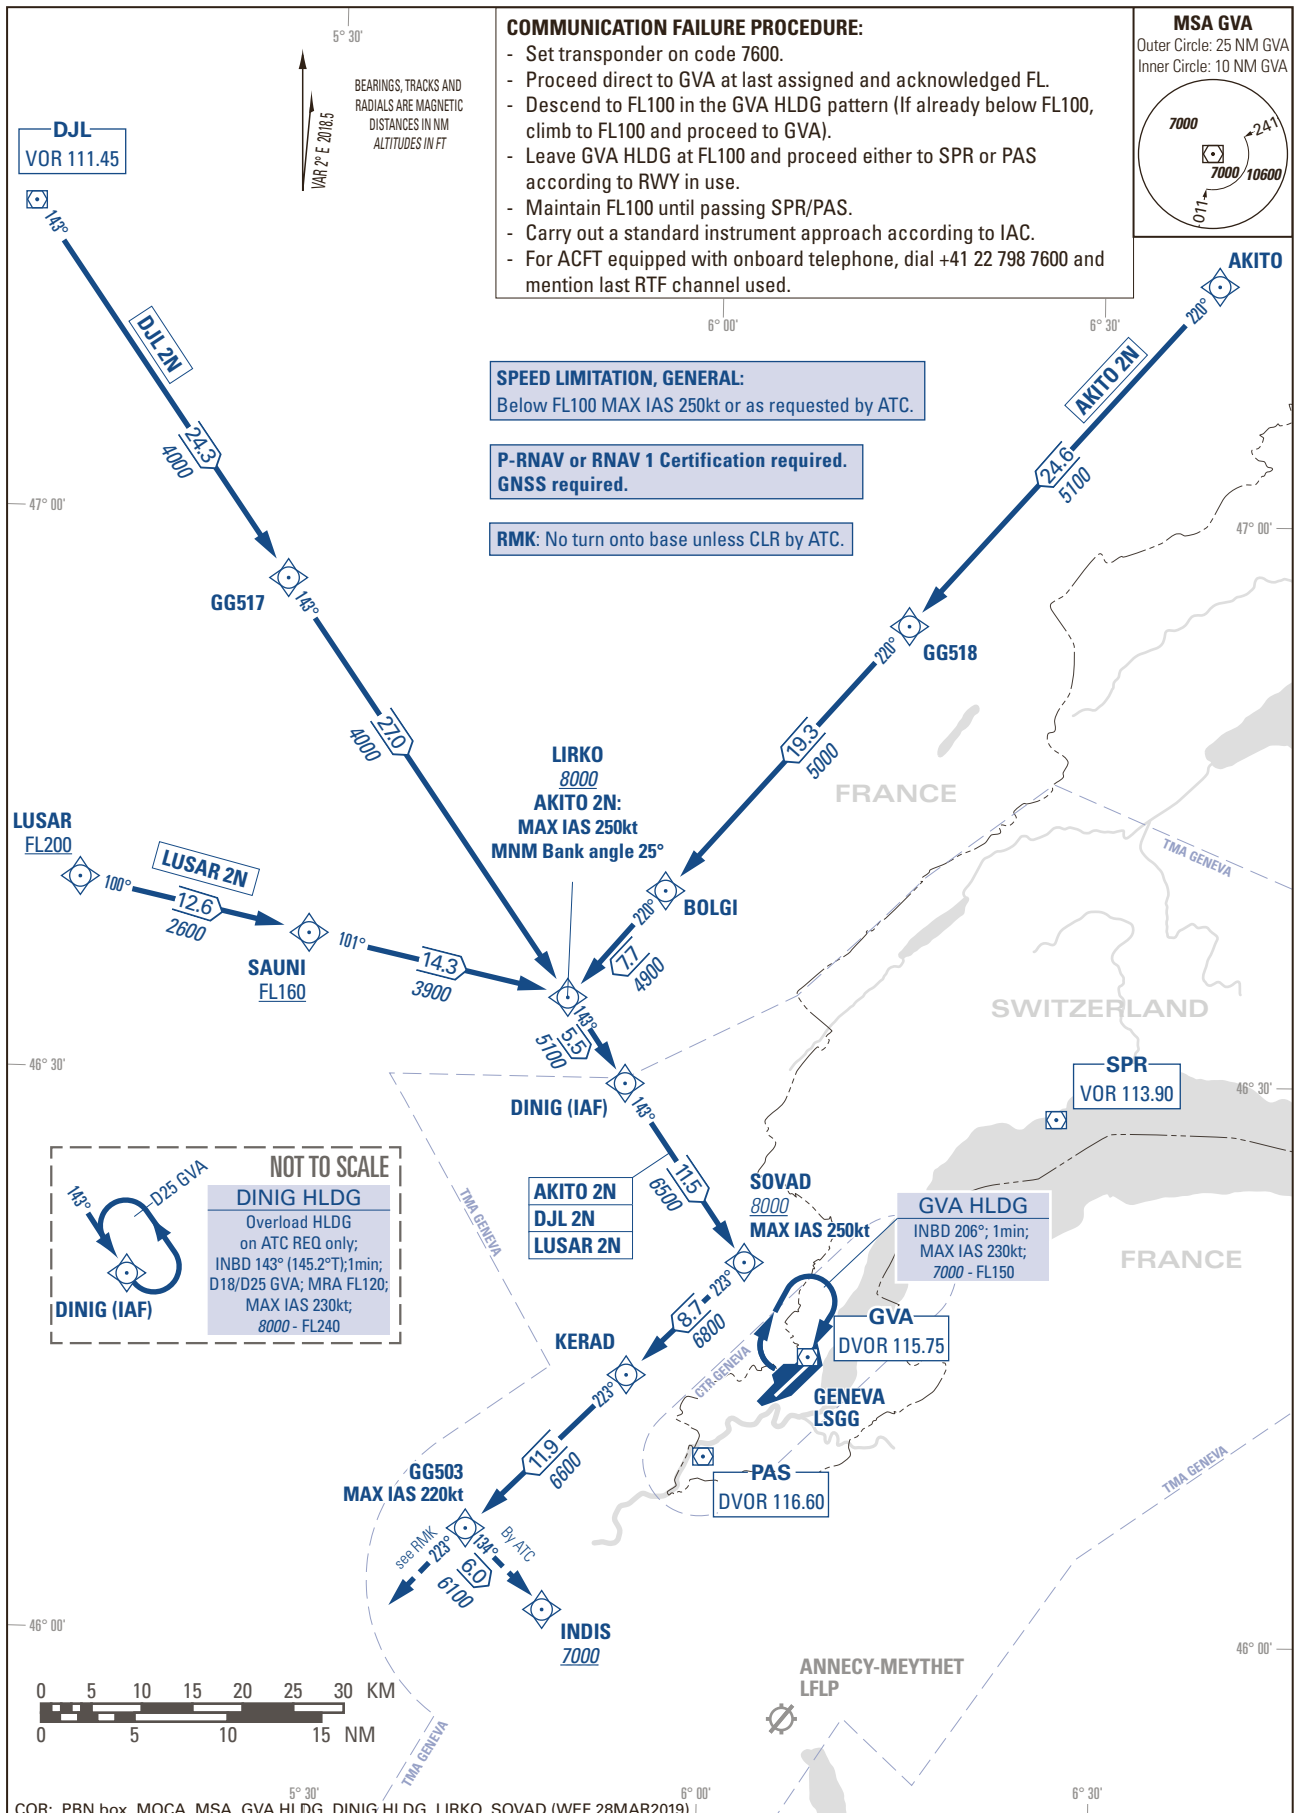 COMMUNICATION FAILURE PROCEDURE:
- Set transponder on code 7600.
- Proceed direct to GVA at last assigned and acknowledged FL.
- Descend to FL100 in the GVA HLDG pattern (If already below FL100,
climb to FL100 and proceed to GVA).
- Leave GVA HLDG at FL100 and proceed either to SPR or PAS
according to RWY in use.
- Maintain FL100 until passing SPR/PAS.
- Carry out a standard instrument approach according to IAC.
- For ACFT equipped with onboard telephone, dial +41 22 798 7600 and
mention last RTF channel used.
MSA GVA
Outer Circle: 25 NM GVA
Inner Circle: 10 NM GVA
7000
241
7000
10600
011
5° 30'
BEARINGS, TRACKS AND
RADIALS ARE MAGNETIC
DISTANCES IN NM
ALTITUDES IN FT
VAR 2° E 2018.5
DJL
VOR 111.45
143°
DJL 2N
24.3
4000
6° 00'
6° 30'
AKITO
220°
AKITO 2N
24.6
5100
SPEED LIMITATION, GENERAL:
Below FL100 MAX IAS 250kt or as requested by ATC.
P-RNAV or RNAV 1 Certification required.
GNSS required.
RMK: No turn onto base unless CLR by ATC.
47° 00'
47° 00'
GG517
143°
27.0
4000
GG518
220°
19.3
5000
FRANCE
LIRKO
8000
AKITO 2N:
MAX IAS 250kt
MNM Bank angle 25°
LUSAR
FL200
100°
LUSAR 2N
12.6
2600
SAUNI
FL160
101°
14.3
3900
BOLGI
220°
7.7
4900
TMA GENEVA
SWITZERLAND
143°
5.5
5100
46° 30'
46° 30'
DINIG (IAF)
143°
11.5
6500
SPR
VOR 113.90
NOT TO SCALE
143°
D25 GVA
DINIG (IAF)
DINIG HLDG
Overload HLDG
on ATC REQ only;
INBD 143° (145.2°T);1min;
D18/D25 GVA; MRA FL120;
MAX IAS 230kt;
8000 - FL240
TMA GENEVA
AKITO 2N
DJL 2N
LUSAR 2N
SOVAD
8000
MAX IAS 250kt
223°
8.7
6800
GVA HLDG
INBD 206°; 1min;
MAX IAS 230kt;
7000 - FL150
FRANCE
GVA
DVOR 115.75
KERAD
223°
11.9
6600
CTR GENEVA
GENEVA
LSGG
PAS
DVOR 116.60
TMA GENEVA
GG503
MAX IAS 220kt
see RMK
223°
134°
By ATC
6.0
6100
INDIS
7000
46° 00'
46° 00'
ANNECY-MEYTHET
LFLP
0 5 10 15 20 25 30 KM
0 5 10 15 NM
TMA GENEVA
5° 30'
6° 00'
6° 30'
COR: PBN box, MOCA, MSA, GVA HLDG, DINIG HLDG, LIRKO, SOVAD (WEF 28MAR2019)